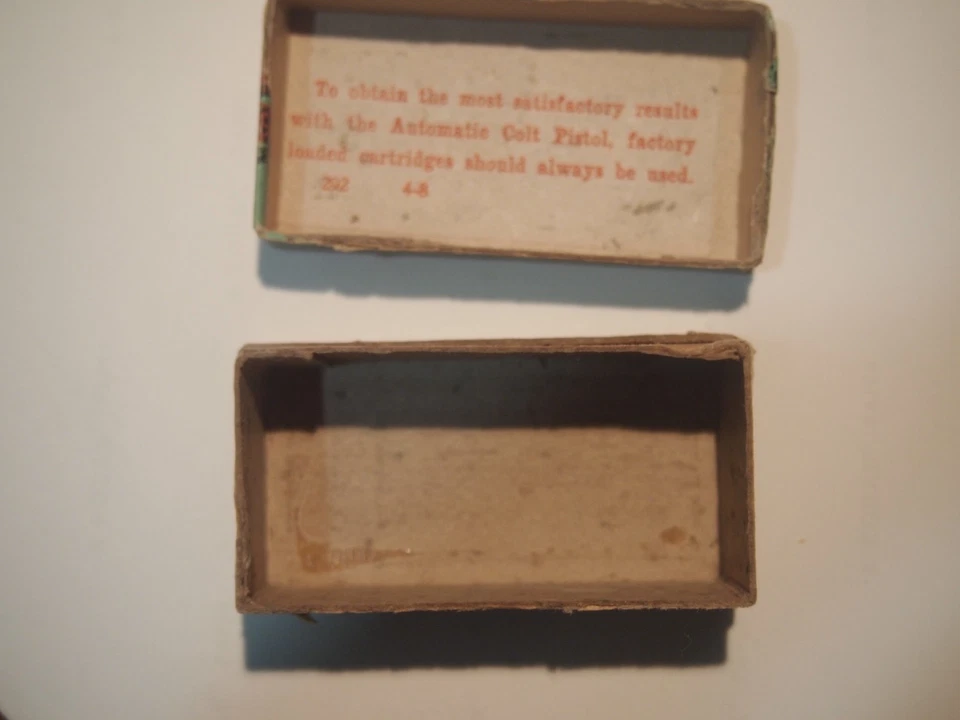 To obtain the most satisfactory results
with the Automatic Colt Pistol, factory
loaded cartridges should always be used.
292 4-8